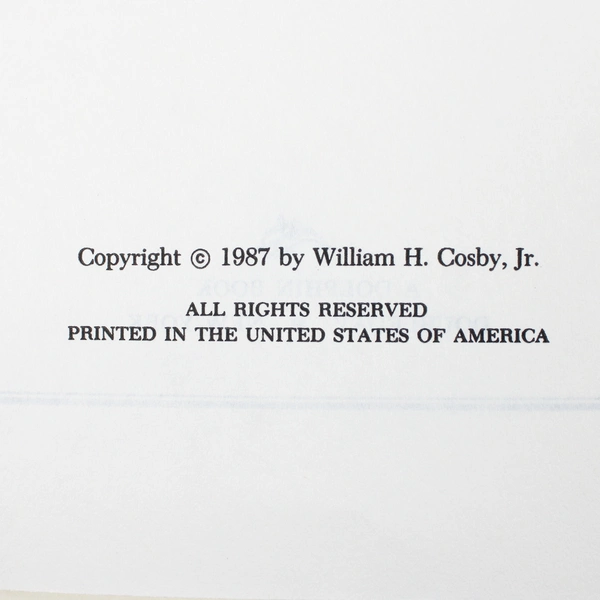 Copyright © 1987 by William H. Cosby, Jr.
ALL RIGHTS RESERVED
PRINTED IN THE UNITED STATES OF AMERICA